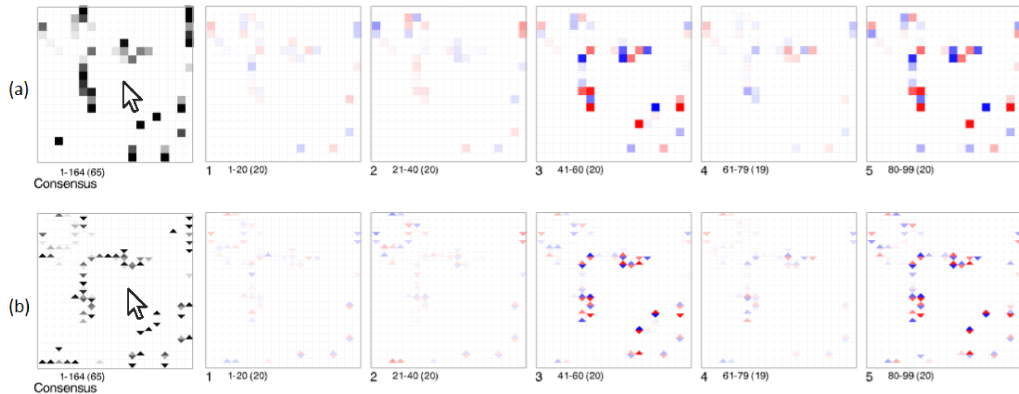 (a)
1-164 (65)
Consensus
1 1-20 (20)
2 21-40 (20)
3 41-60 (20)
4 61-79 (19)
5 80-99 (20)
(b)
1-164 (65)
Consensus
1 1-20 (20)
2 21-40 (20)
3 41-60 (20)
4 61-79 (19)
5 80-99 (20)